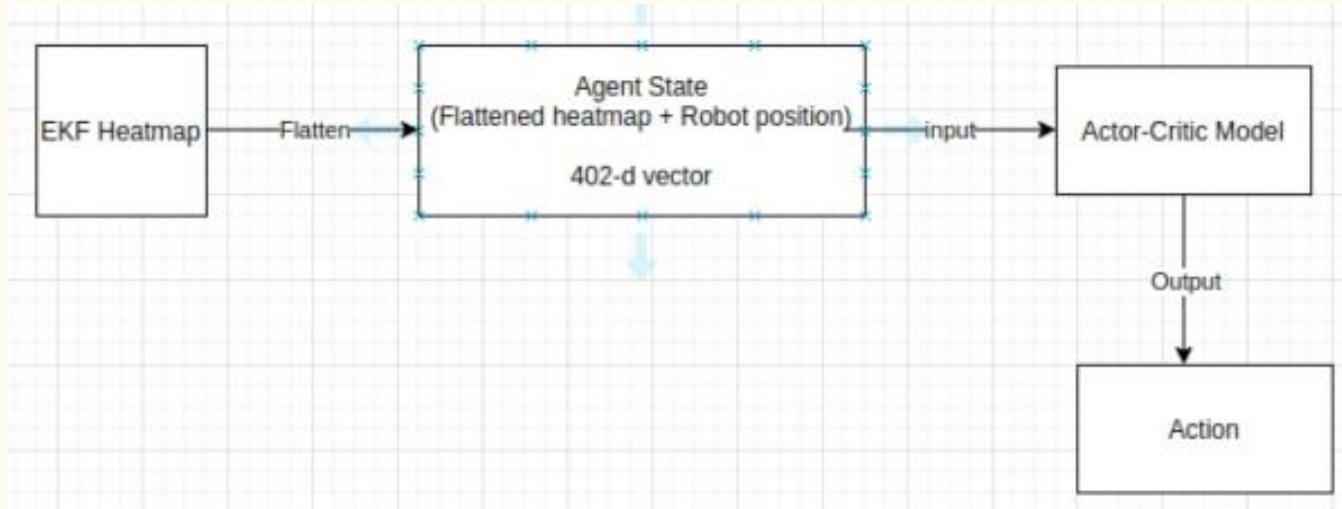 EKF Heatmap
Flatten
Agent State
(Flattened heatmap + Robot position)
402-d vector
input
Actor-Critic Model
Output
Action